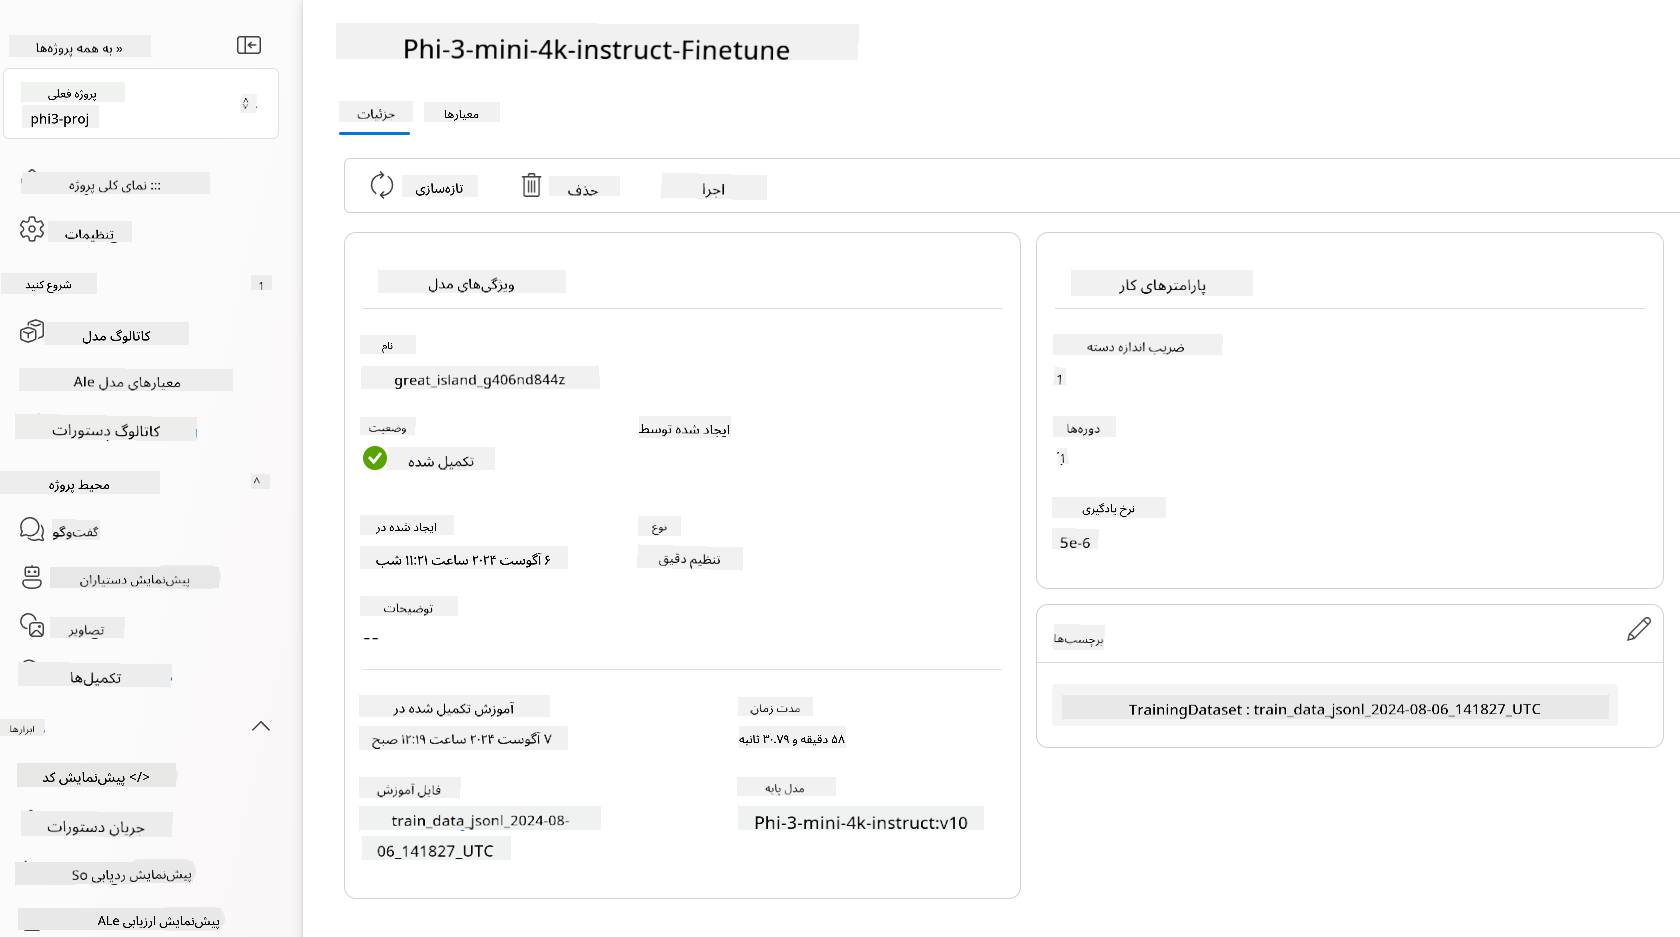 « به همه پروژه‌ها
پروژه فعلی
phi3-proj
::: نمای کلی پروژه
تنظیمات
شروع کنید
1
کاتالوگ مدل
معیارهای مدل Ale
کاتالوگ دستورات
محیط پروژه
^
گفت‌وگو
پیش‌نمایش دستیاران
تصاویر
تکمیل‌ها
ابزارها
پیش‌نمایش کد </>
جریان دستورات
پیش‌نمایش ردیابی So
پیش‌نمایش ارزیابی ALe
Phi-3-mini-4k-instruct-Finetune
جزئیات
معیارها
تازه‌سازی
حذف
اجرا
ویژگی‌های مدل
نام
great_island_g406nd844z
وضعیت
ایجاد شده توسط
تکمیل شده
ایجاد شده در
نوع
۶ آگوست ۲۰۲۴ ساعت ۱۱:۲۱ شب
تنظیم دقیق
توضیحات
--
آموزش تکمیل شده در
مدت زمان
۷ آگوست ۲۰۲۴ ساعت ۱۲:۱۹ صبح
۵۸ دقیقه و ۳۰.۷۹ ثانیه
فایل آموزش
مدل پایه
train_data_jsonl_2024-08-
06_141827_UTC
Phi-3-mini-4k-instruct:v10
پارامترهای کار
ضریب اندازه دسته
1
دوره‌ها
1
نرخ یادگیری
5e-6
برچسب‌ها
TrainingDataset : train_data_jsonl_2024-08-06_141827_UTC